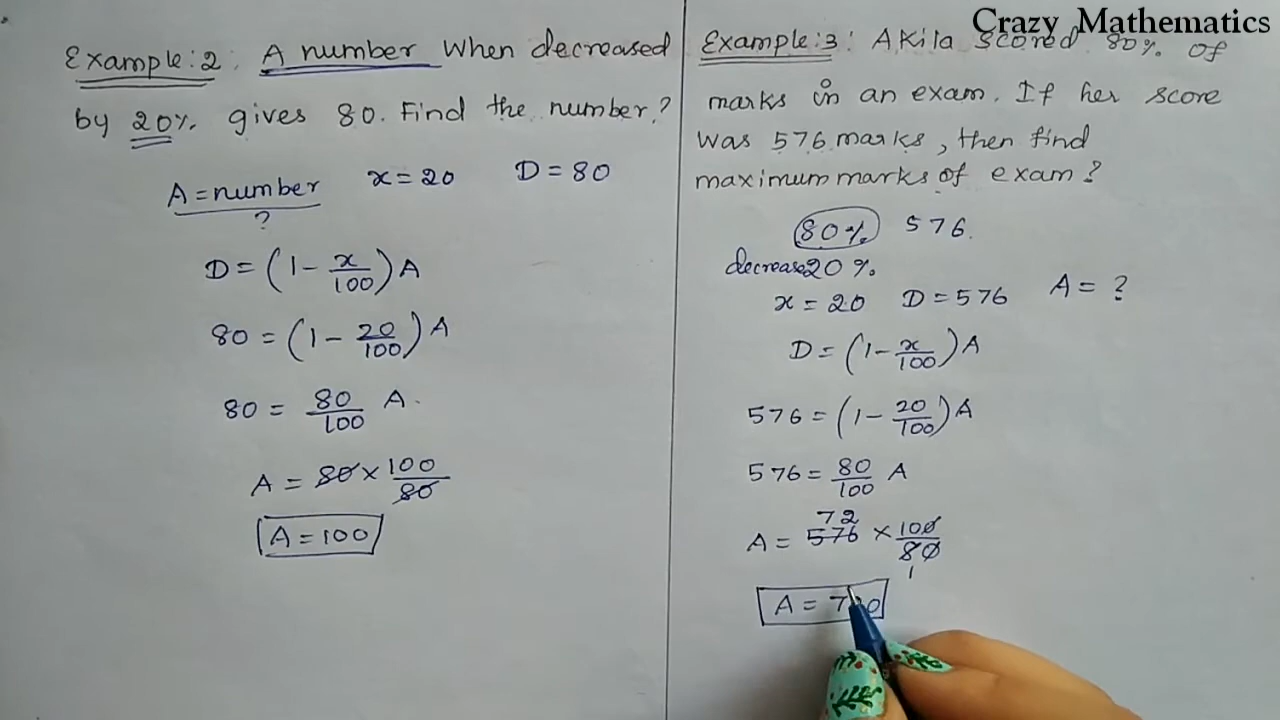 Crazy Mathematics
Example:2: A number when decreased
by 20% gives 80. Find the number?
A = number x = 20 D = 80
?
D = (1 - x/100) A
80 = (1 - 20/100) A
80 = 80/100 A.
A = 80 × 100/80
A = 100
Example:3: Akila scored 80% of
marks in an exam. If her score
was 576 marks, then find
maximum marks of exam?
80% 576.
decrease 20%.
x = 20 D = 576 A = ?
D = (1 - x/100) A
576 = (1 - 20/100) A
576 = 80/100 A
72
A = 576 × 100/80
1
A =